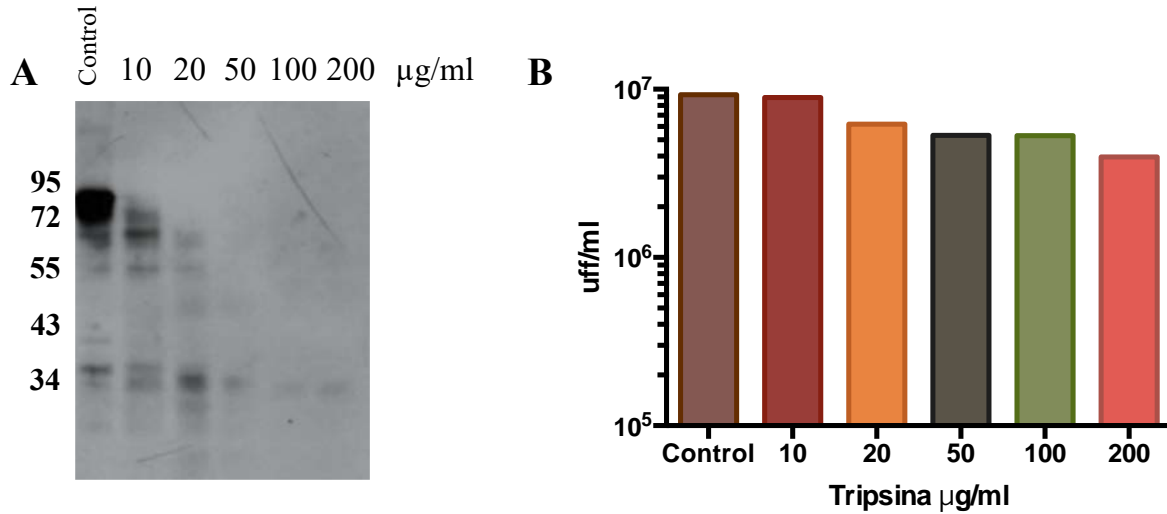 A
Control
10 20 50 100 200 µg/ml
95
72
55
43
34
B
10⁷
10⁶
10⁵
uff/ml
Control 10 20 50 100 200
Tripsina µg/ml